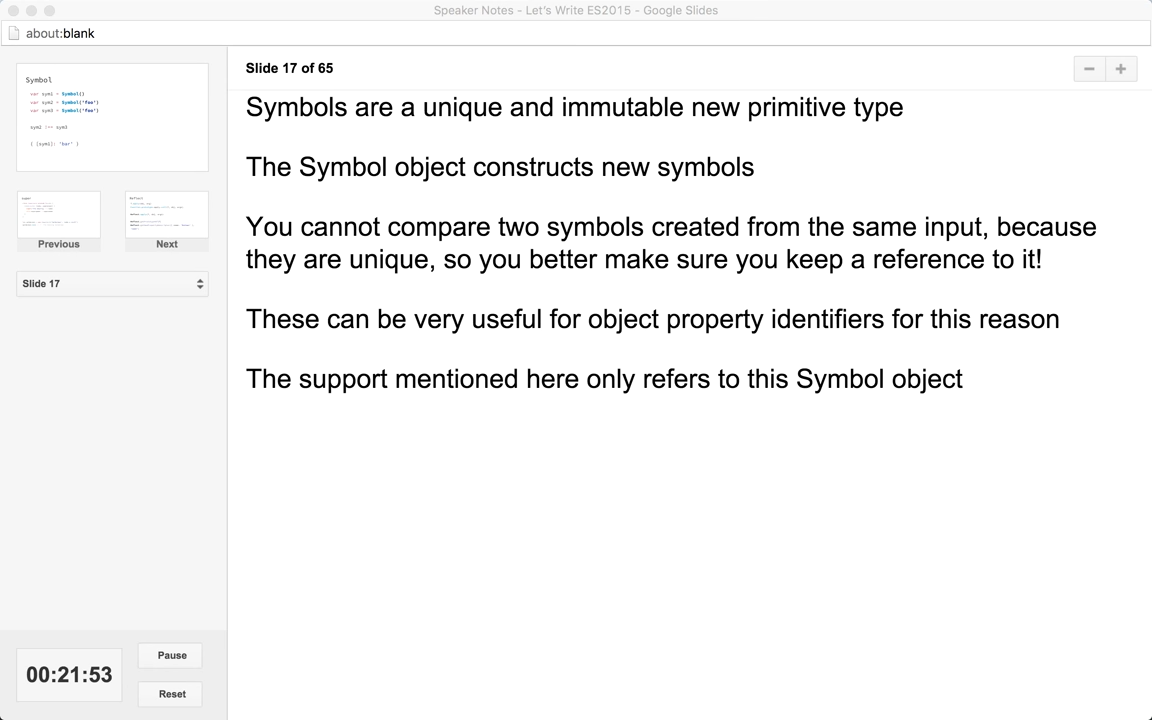 Speaker Notes - Let's Write ES2015 - Google Slides
about:blank
Symbol
var sym1 = Symbol()
var sym2 = Symbol('foo')
var sym3 = Symbol('foo')
sym2 !== sym3
{ [sym1]: 'bar' }
Previous
Next
Slide 17
00:21:53
Pause
Reset
Slide 17 of 65
Symbols are a unique and immutable new primitive type
The Symbol object constructs new symbols
You cannot compare two symbols created from the same input, because
they are unique, so you better make sure you keep a reference to it!
These can be very useful for object property identifiers for this reason
The support mentioned here only refers to this Symbol object